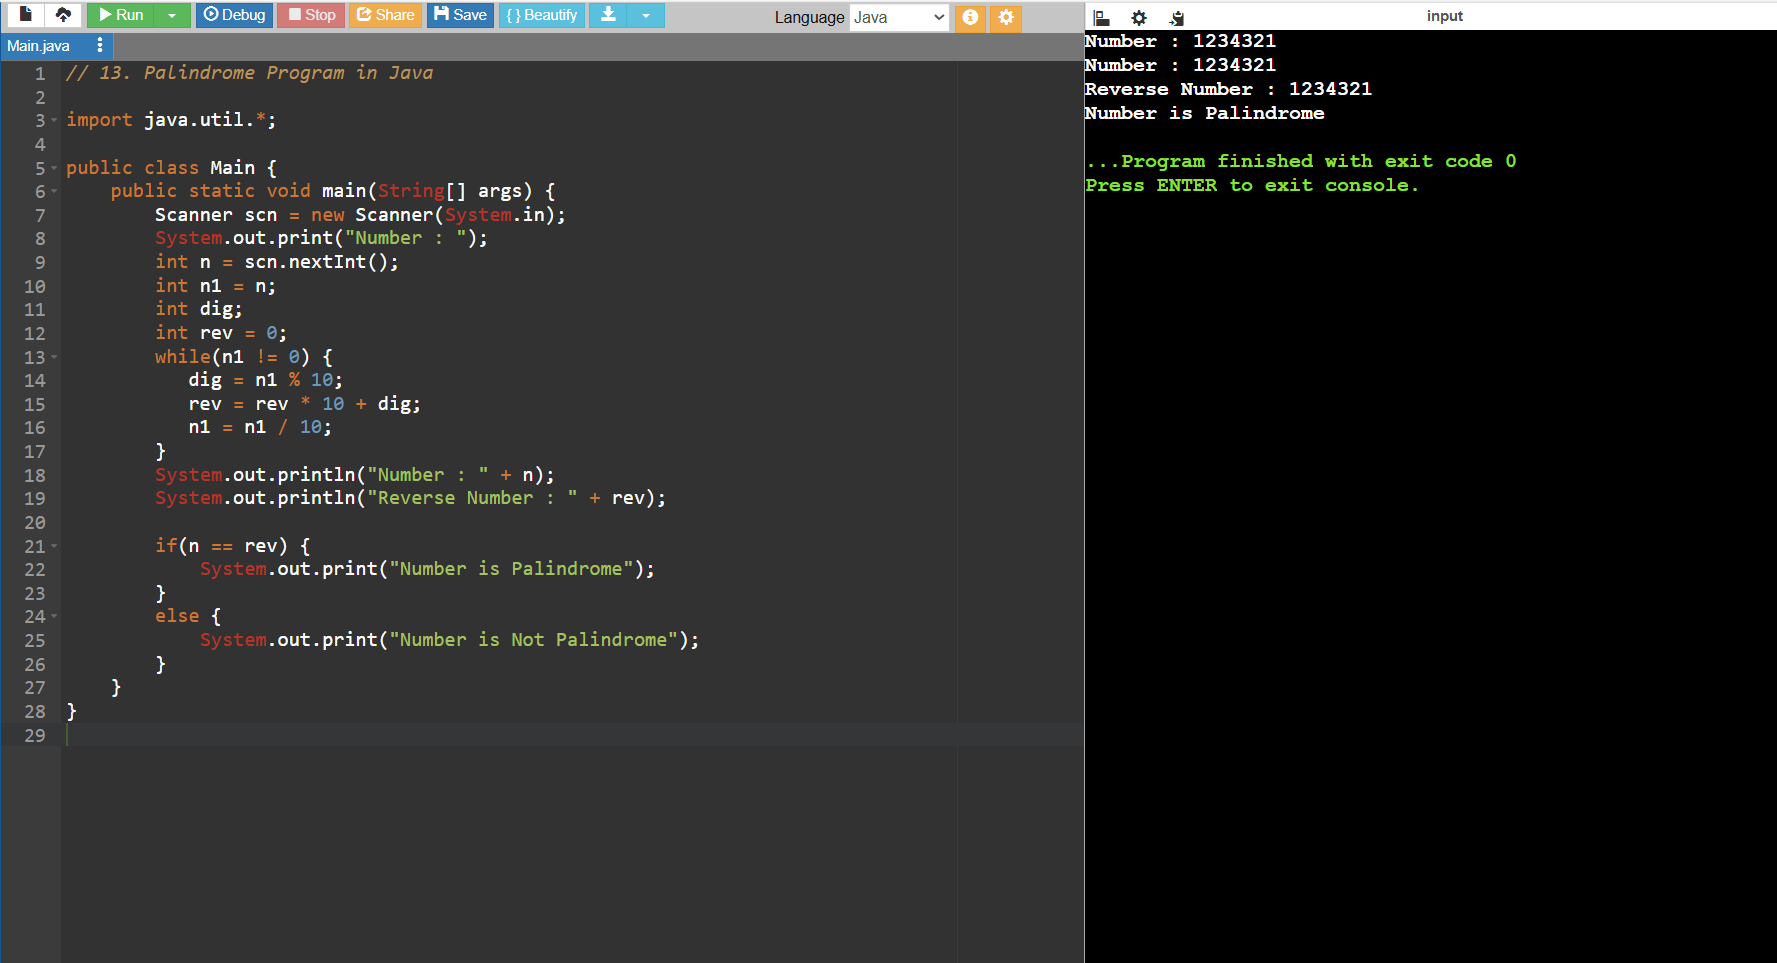 Run Debug Stop Share Save { } Beautify Language Java
Main.java
1 // 13. Palindrome Program in Java
2
3 import java.util.*;
4
5 public class Main {
6     public static void main(String[] args) {
7         Scanner scn = new Scanner(System.in);
8         System.out.print("Number : ");
9         int n = scn.nextInt();
10         int n1 = n;
11         int dig;
12         int rev = 0;
13         while(n1 != 0) {
14            dig = n1 % 10;
15            rev = rev * 10 + dig;
16            n1 = n1 / 10;
17         }
18         System.out.println("Number : " + n);
19         System.out.println("Reverse Number : " + rev);
20
21         if(n == rev) {
22             System.out.print("Number is Palindrome");
23         }
24         else {
25             System.out.print("Number is Not Palindrome");
26         }
27     }
28 }
29
input
Number : 1234321
Number : 1234321
Reverse Number : 1234321
Number is Palindrome
...Program finished with exit code 0
Press ENTER to exit console.